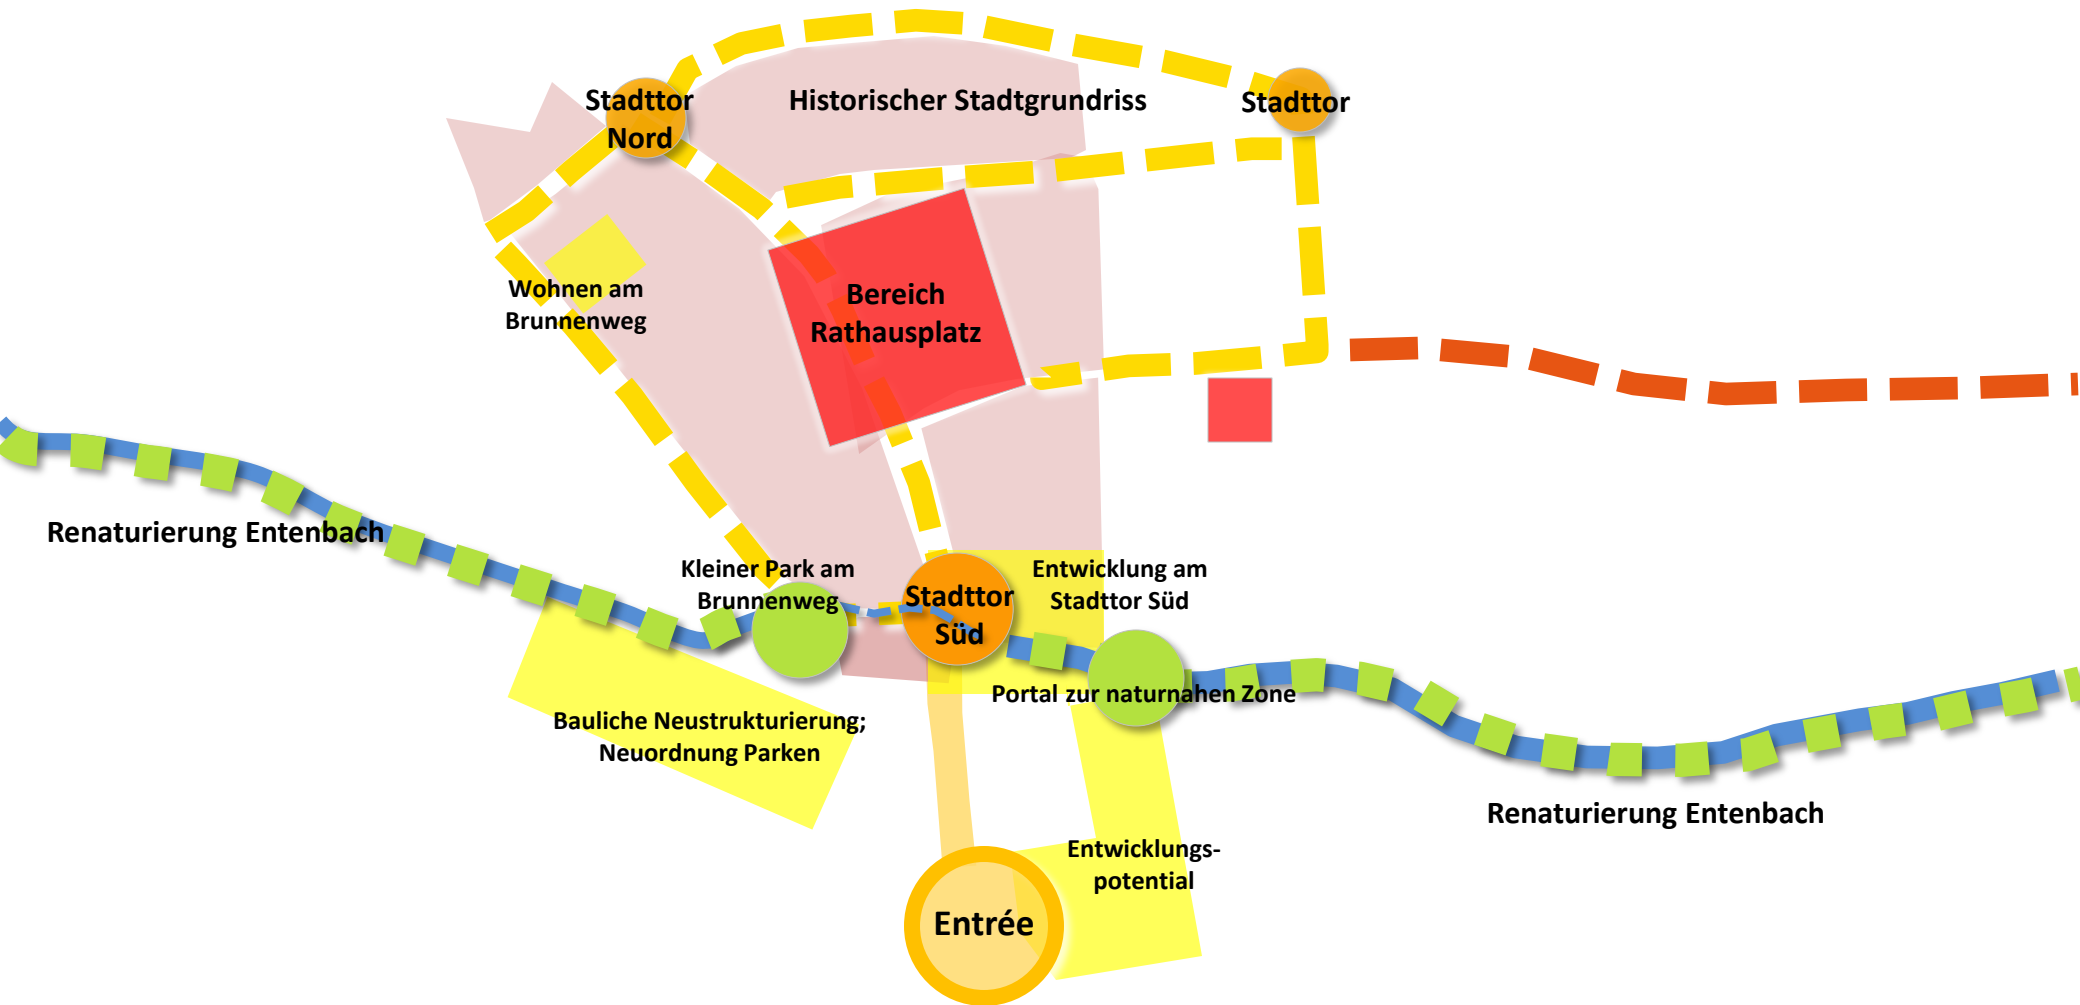 Stadttor
Nord
Historischer Stadtgrundriss
Stadttor
Wohnen am
Brunnenweg
Bereich
Rathausplatz
Renaturierung Entenbach
Kleiner Park am
Brunnenweg
Stadttor
Süd
Entwicklung am
Stadttor Süd
Portal zur naturnahen Zone
Bauliche Neustrukturierung;
Neuordnung Parken
Renaturierung Entenbach
Entwicklungs-
potential
Entrée